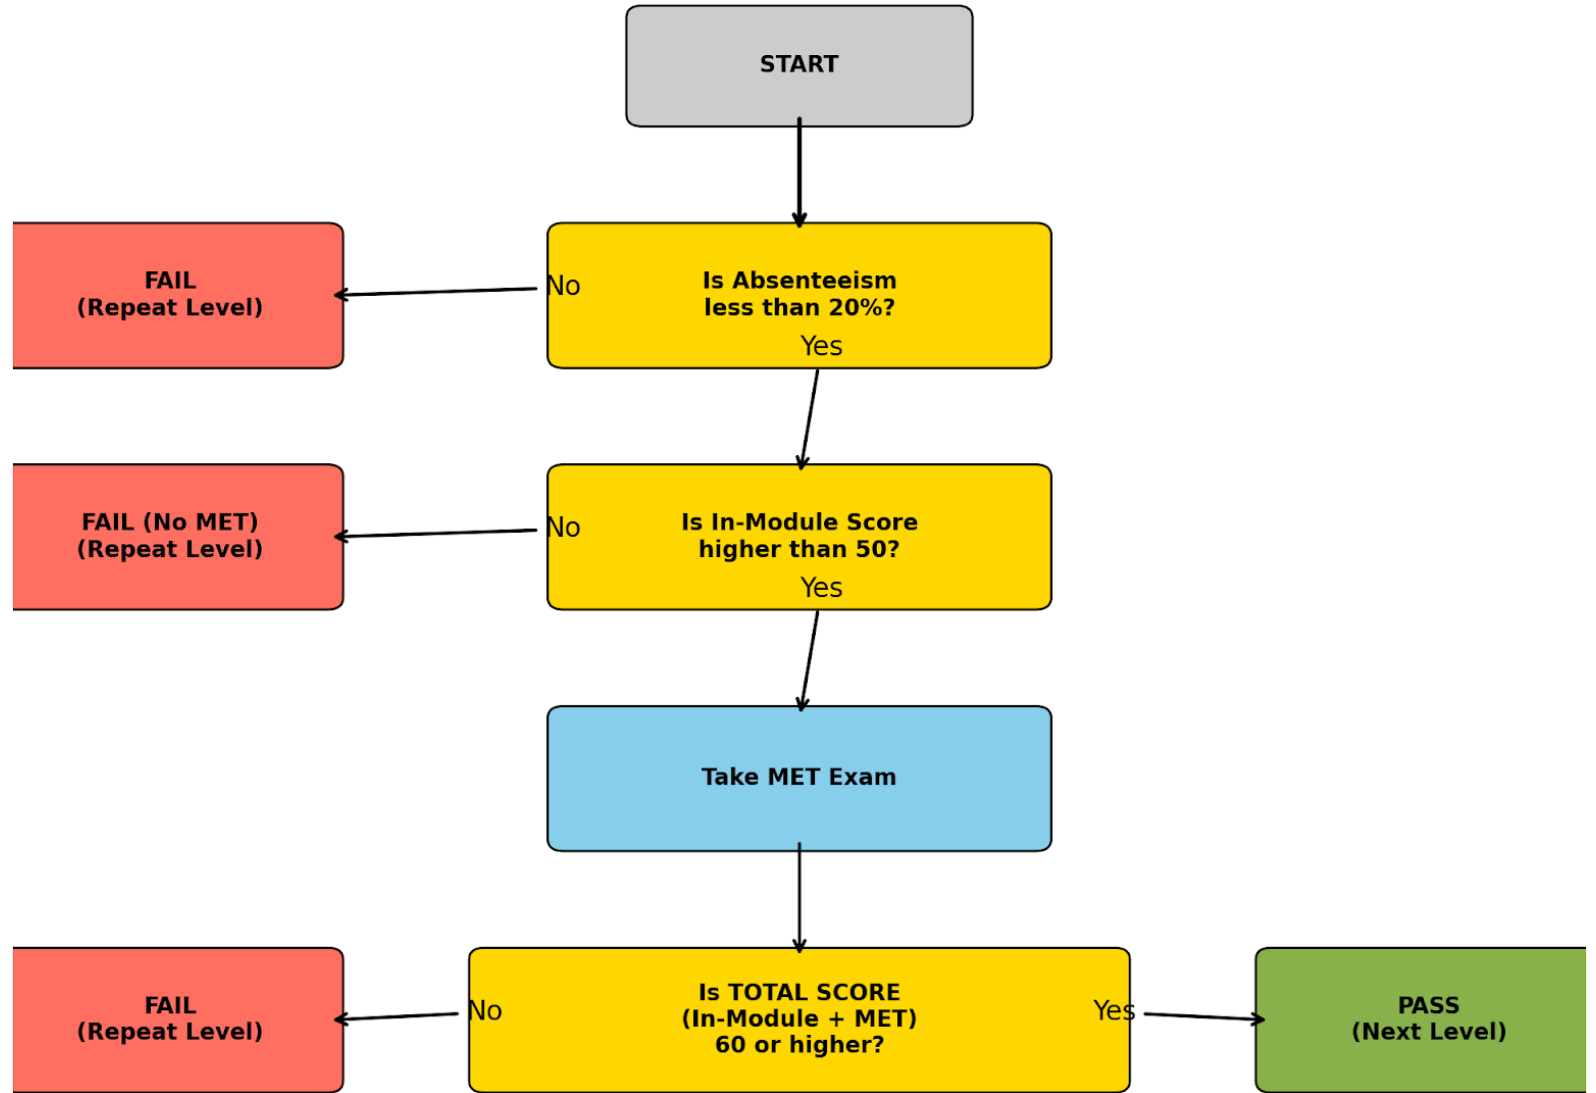 START
FAIL
(Repeat Level)
No
Is Absenteeism
less than 20%?
Yes
FAIL (No MET)
(Repeat Level)
No
Is In-Module Score
higher than 50?
Yes
Take MET Exam
FAIL
(Repeat Level)
No
Is TOTAL SCORE
(In-Module + MET)
60 or higher?
Yes
PASS
(Next Level)